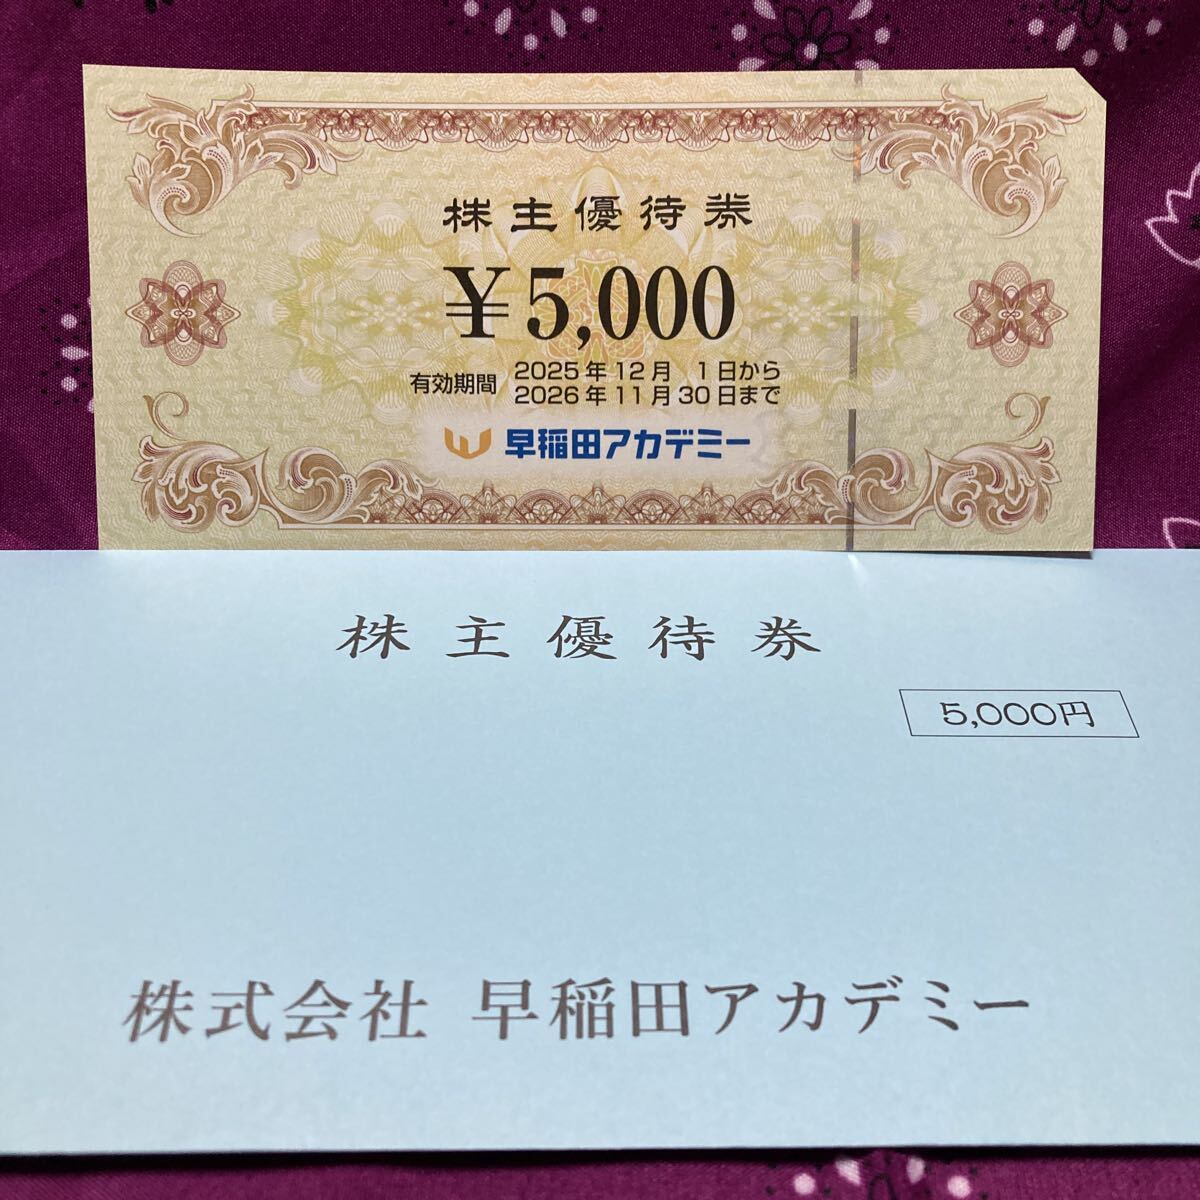 株主優待券
￥5,000
有効期間 2025年12月 1日から
2026年11月30日まで
早稲田アカデミー
株主優待券
5,000円
株式会社 早稲田アカデミー